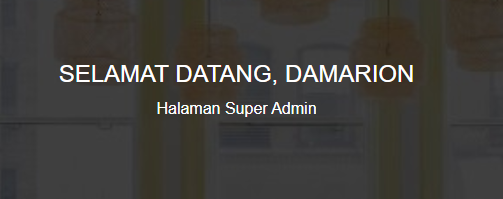 SELAMAT DATANG, DAMARION
Halaman Super Admin